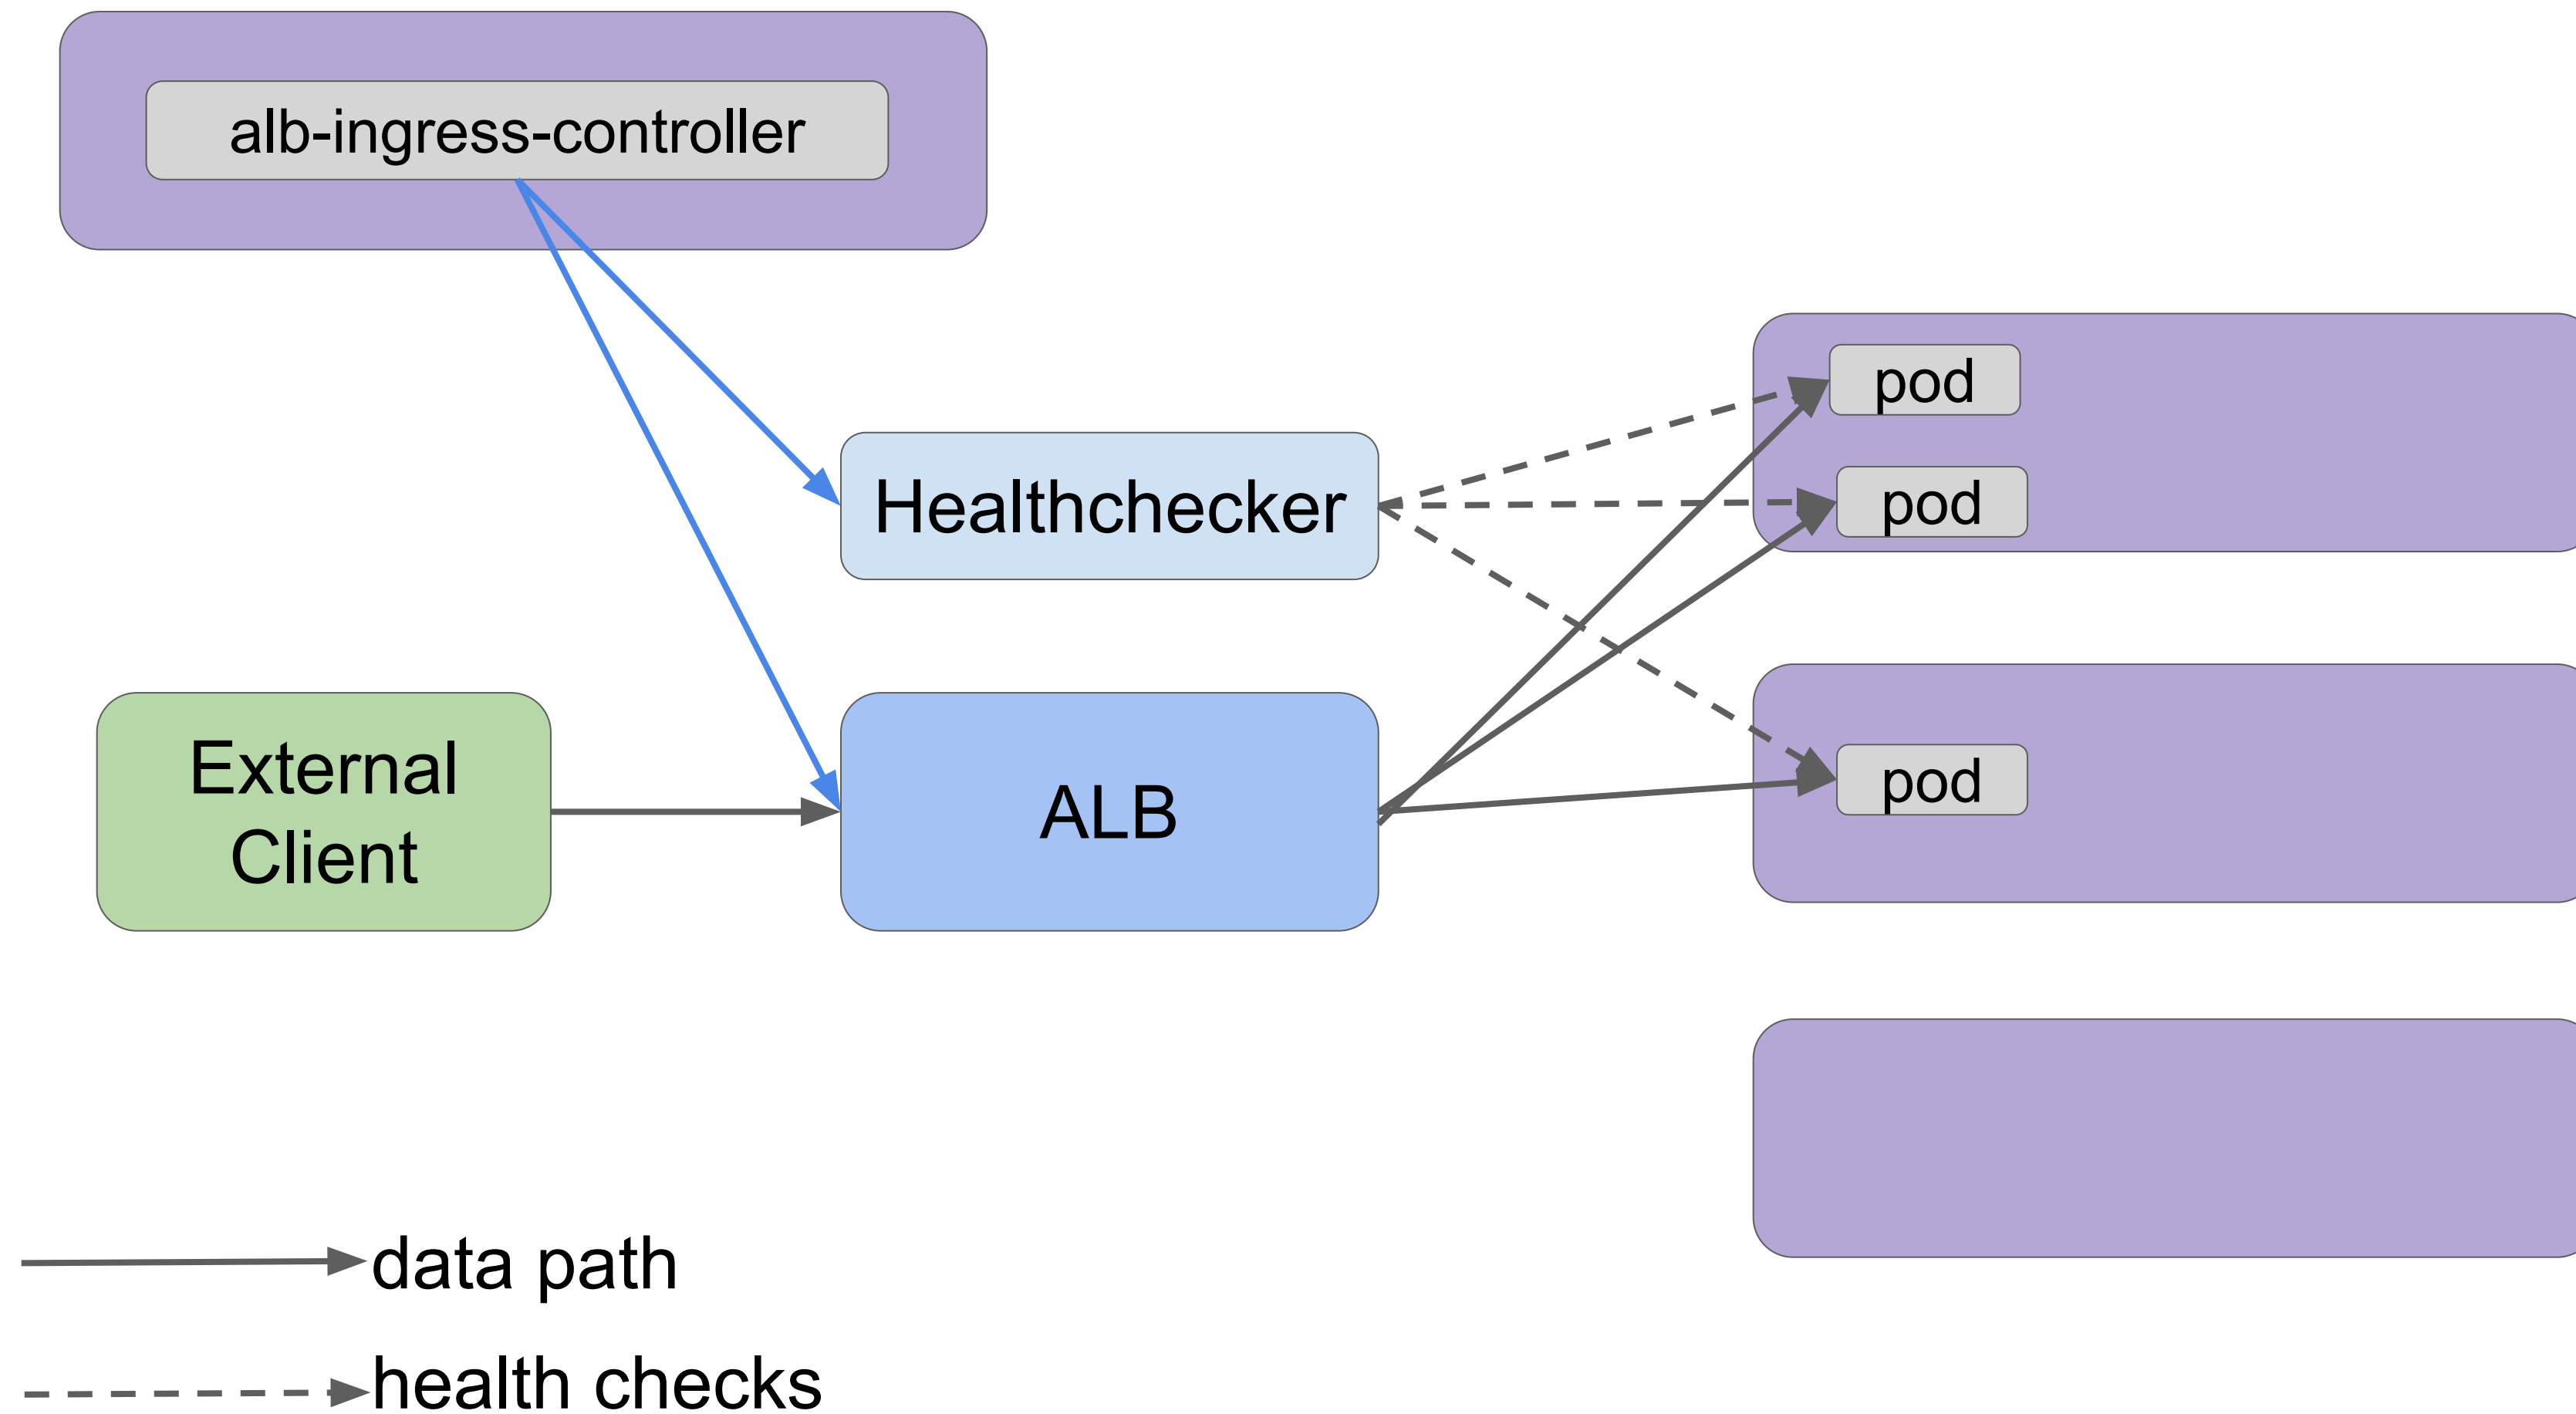 alb-ingress-controller
pod
Healthchecker
pod
External
Client
ALB
pod
data path
health checks